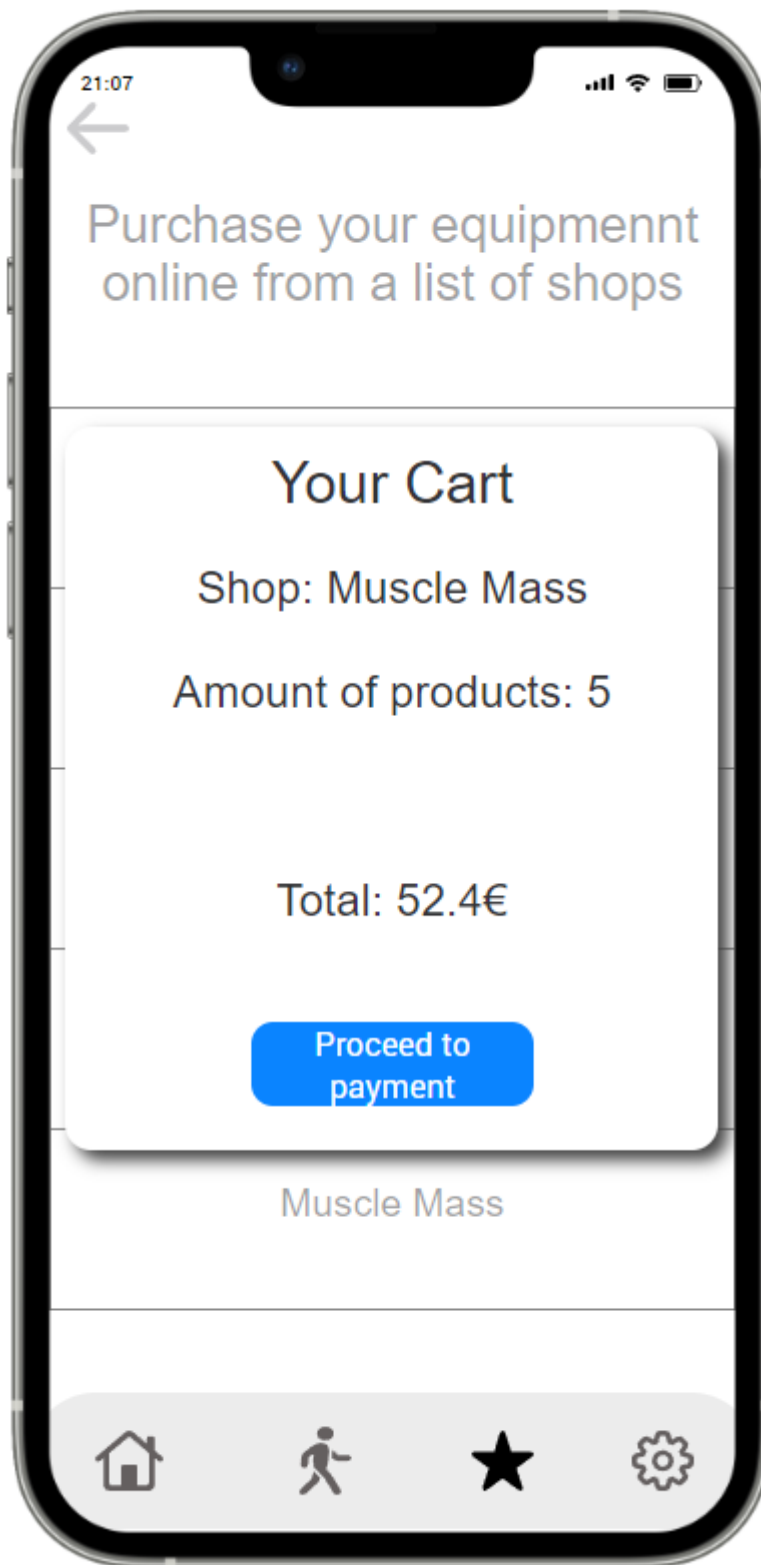 21:07
Purchase your equipmennt
online from a list of shops
Your Cart
Shop: Muscle Mass
Amount of products: 5
Total: 52.4€
Proceed to
payment
Muscle Mass